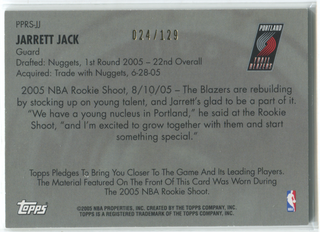 PPRS-JJ
JARRETT JACK
024/129
PORTLAND
TRAIL BLAZERS
Guard
Drafted: Nuggets, 1st Round 2005 – 22nd Overall
Acquired: Trade with Nuggets, 6-28-05
2005 NBA Rookie Shoot, 8/10/05 – The Blazers are rebuilding
by stocking up on young talent, and Jarrett's glad to be a part of it.
"We have a young nucleus in Portland," he said at the Rookie
Shoot, "and I'm excited to grow together with them and start
something special."
Topps Pledges To Bring You Closer To The Game And Its Leading Players.
The Material Featured On The Front Of This Card Was Worn During
The 2005 NBA Rookie Shoot.
Topps
©2005 NBA PROPERTIES, INC. CREATED BY THE TOPPS COMPANY, INC.
TOPPS IS A REGISTERED TRADEMARK OF THE TOPPS COMPANY, INC.